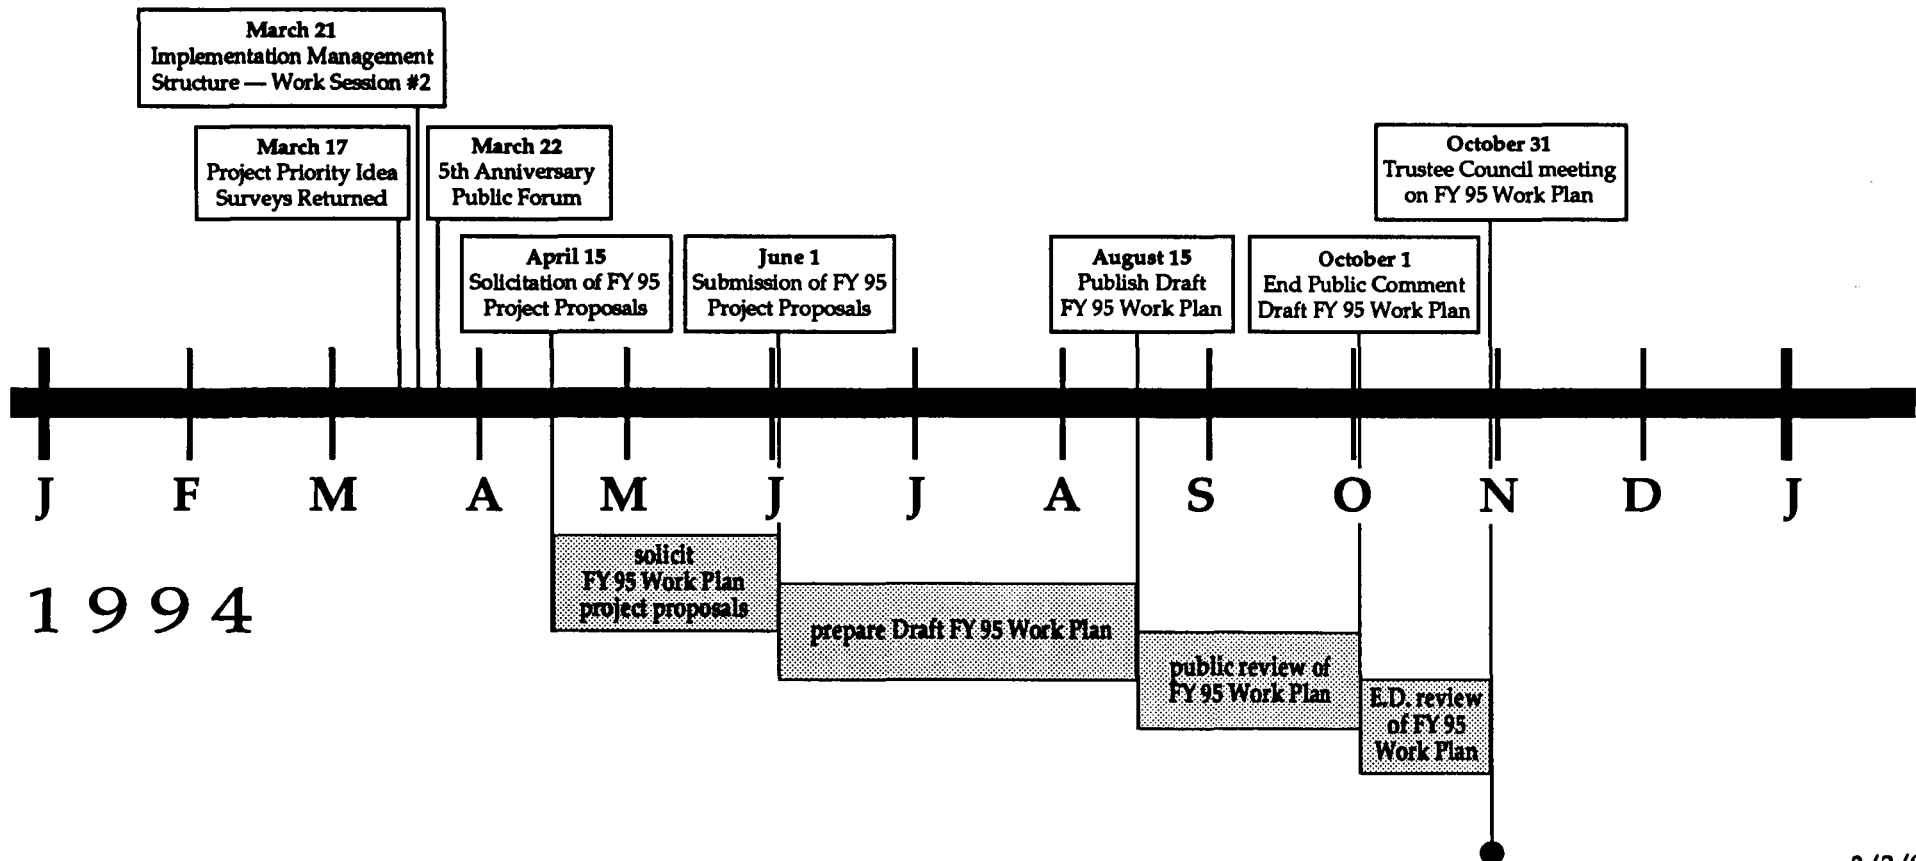 March 21
Implementation Management
Structure — Work Session #2
March 17
Project Priority Idea
Surveys Returned
March 22
5th Anniversary
Public Forum
October 31
Trustee Council meeting
on FY 95 Work Plan
April 15
Solicitation of FY 95
Project Proposals
June 1
Submission of FY 95
Project Proposals
August 15
Publish Draft
FY 95 Work Plan
October 1
End Public Comment
Draft FY 95 Work Plan
J F M A M J J A S O N D J
1994
solicit
FY 95 Work Plan
project proposals
prepare Draft FY 95 Work Plan
public review of
FY 95 Work Plan
E.D. review
of FY 95
Work Plan